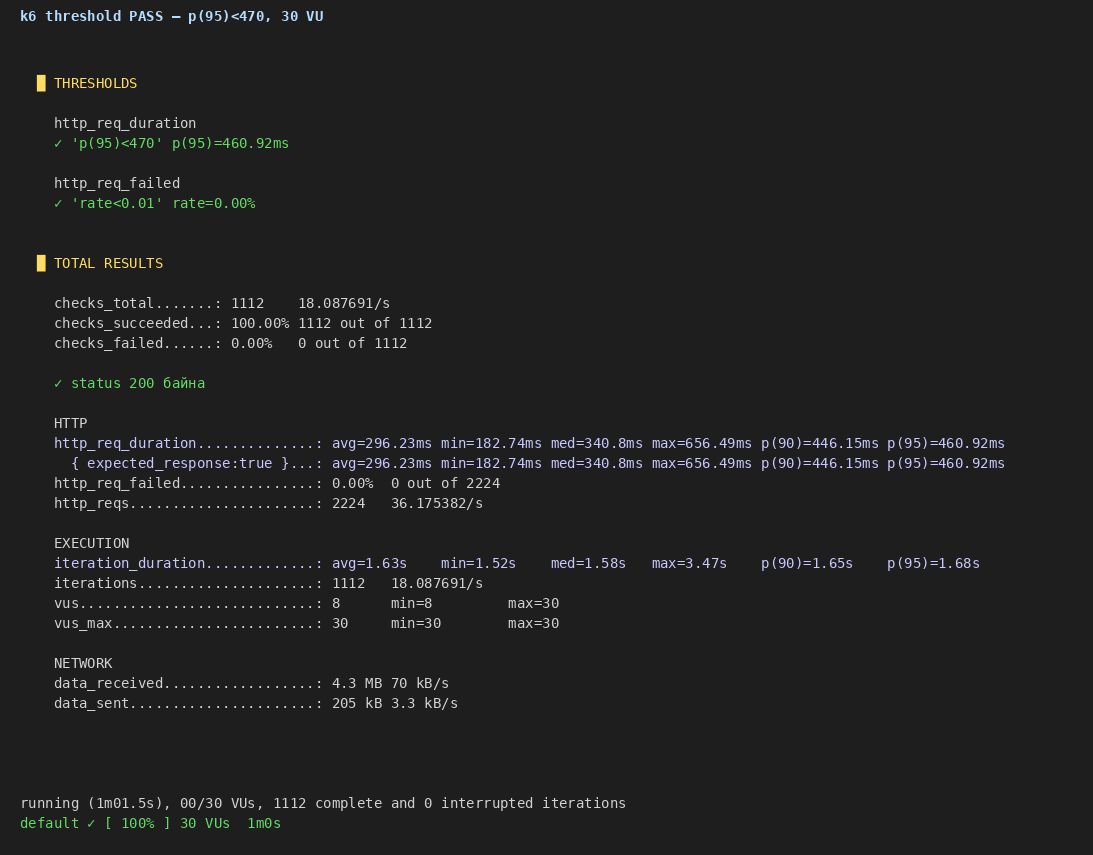 k6 threshold PASS — p(95)<470, 30 VU
█ THRESHOLDS
http_req_duration
✓ 'p(95)<470' p(95)=460.92ms
http_req_failed
✓ 'rate<0.01' rate=0.00%
█ TOTAL RESULTS
checks_total.......: 1112    18.087691/s
checks_succeeded...: 100.00% 1112 out of 1112
checks_failed......: 0.00%   0 out of 1112
✓ status 200 байна
HTTP
http_req_duration..............: avg=296.23ms min=182.74ms med=340.8ms max=656.49ms p(90)=446.15ms p(95)=460.92ms
{ expected_response:true }...: avg=296.23ms min=182.74ms med=340.8ms max=656.49ms p(90)=446.15ms p(95)=460.92ms
http_req_failed................: 0.00%  0 out of 2224
http_reqs......................: 2224   36.175382/s
EXECUTION
iteration_duration.............: avg=1.63s    min=1.52s    med=1.58s   max=3.47s    p(90)=1.65s    p(95)=1.68s
iterations.....................: 1112   18.087691/s
vus............................: 8      min=8         max=30
vus_max........................: 30     min=30        max=30
NETWORK
data_received..................: 4.3 MB 70 kB/s
data_sent......................: 205 kB 3.3 kB/s
running (1m01.5s), 00/30 VUs, 1112 complete and 0 interrupted iterations
default ✓ [ 100% ] 30 VUs  1m0s